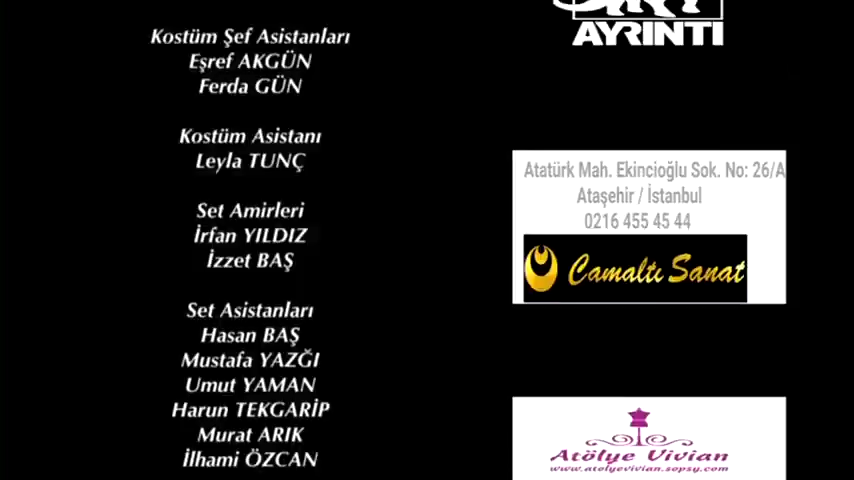 Kostüm Şef Asistanları
Eşref AKGÜN
Ferda GÜN
Kostüm Asistanı
Leyla TUNÇ
Set Amirleri
İrfan YILDIZ
İzzet BAŞ
Set Asistanları
Hasan BAŞ
Mustafa YAZĞI
Umut YAMAN
Harun TEKGARİP
Murat ARIK
İlhami ÖZCAN
AYRINTI
Atatürk Mah. Ekincioğlu Sok. No: 26/A
Ataşehir / İstanbul
0216 455 45 44
Camaltı Sanat
Atölye Vivian
www.atolyevivian.sopsy.com